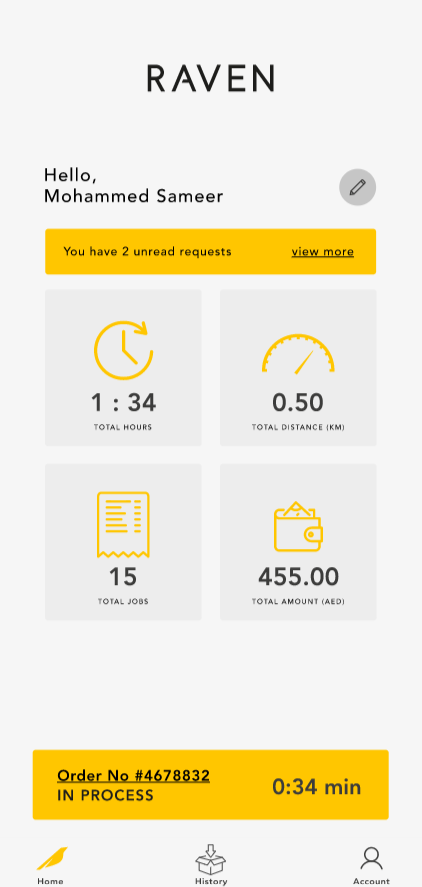 RAVEN
Hello,
Mohammed Sameer
You have 2 unread requests view more
1 : 34
TOTAL HOURS
0.50
TOTAL DISTANCE (KM)
15
TOTAL JOBS
455.00
TOTAL AMOUNT (AED)
Order No #4678832
IN PROCESS
0:34 min
Home History Account